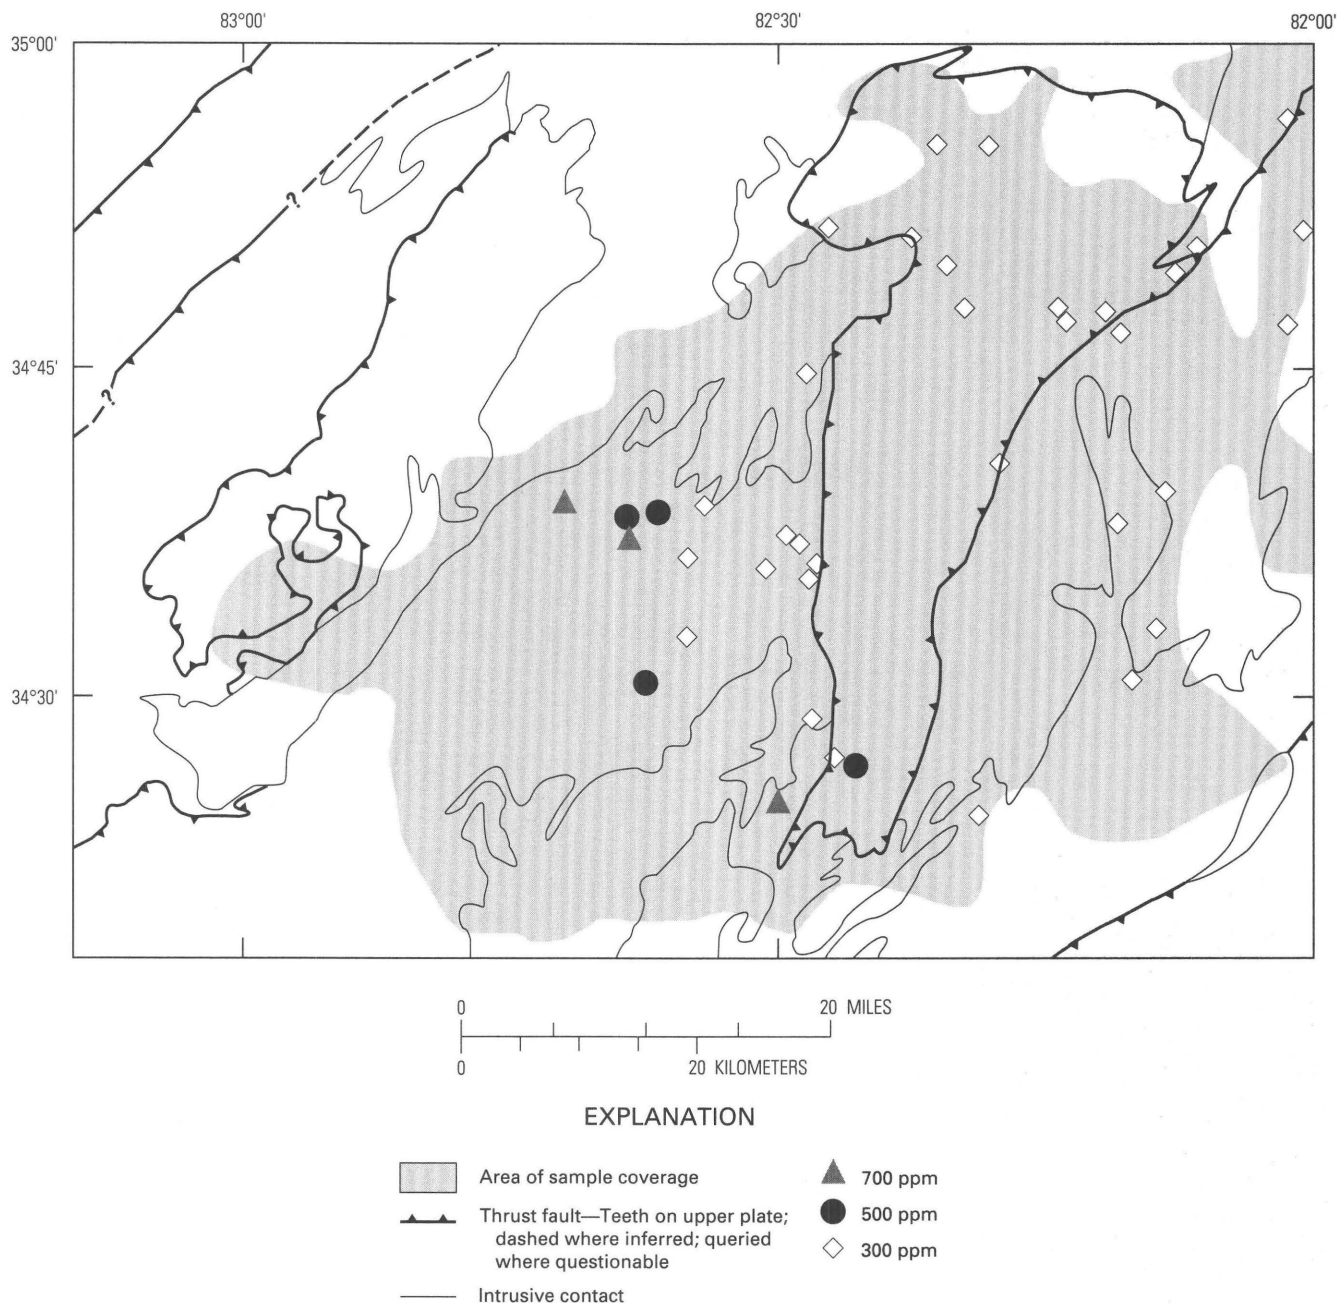 83°00'
82°30'
82°00'
35°00'
?
34°45'
?
34°30'
0
20 MILES
0
20 KILOMETERS
EXPLANATION
Area of sample coverage
Thrust fault—Teeth on upper plate;
dashed where inferred; queried
where questionable
Intrusive contact
700 ppm
500 ppm
300 ppm